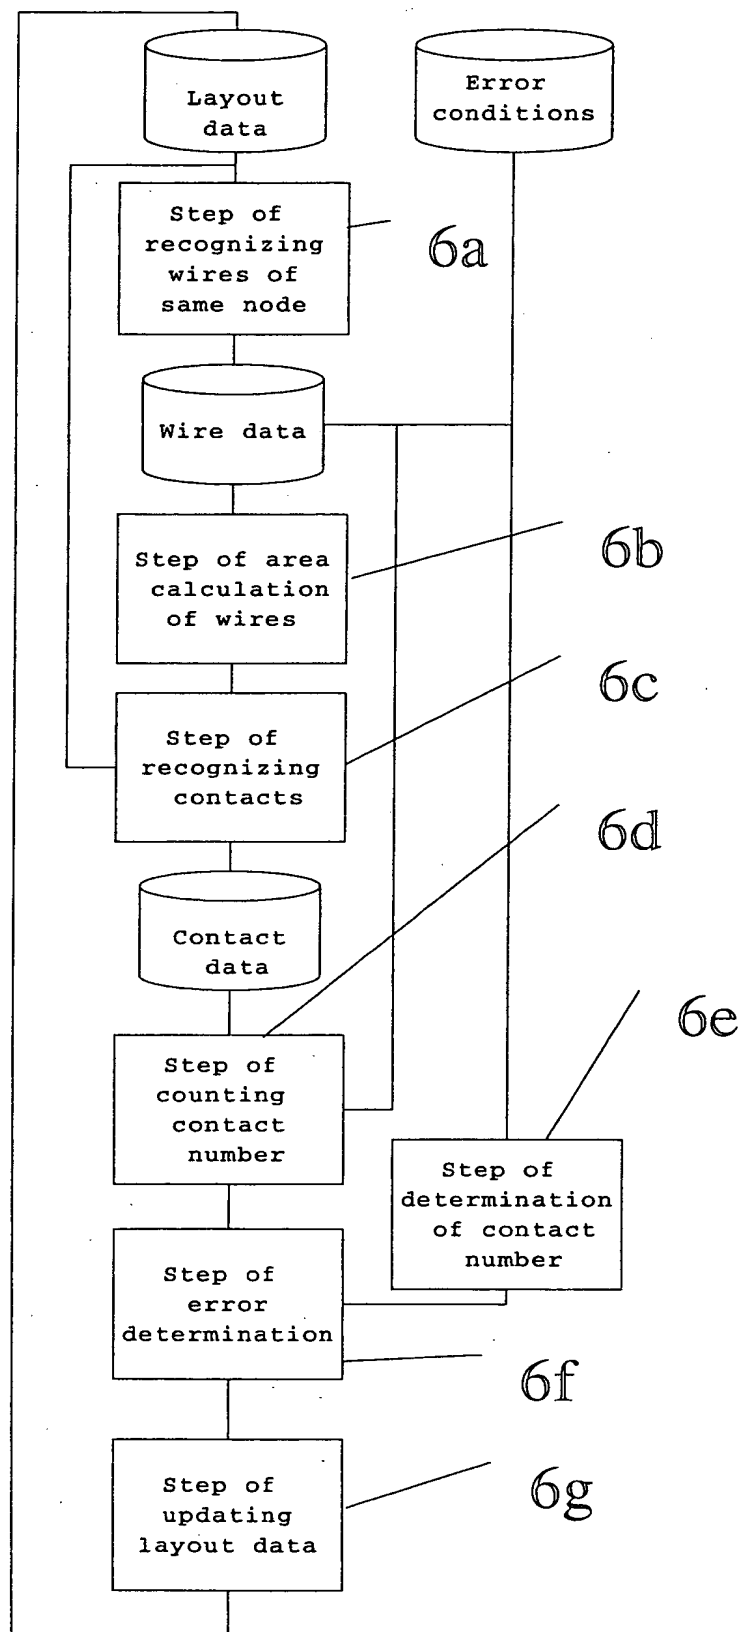 Layout
data
Error
conditions
Step of
recognizing
wires of
same node
6a
Wire data
Step of area
calculation
of wires
6b
Step of
recognizing
contacts
6c
Contact
data
6d
Step of
counting
contact
number
6e
Step of
determination
of contact
number
Step of
error
determination
6f
Step of
updating
layout data
6g